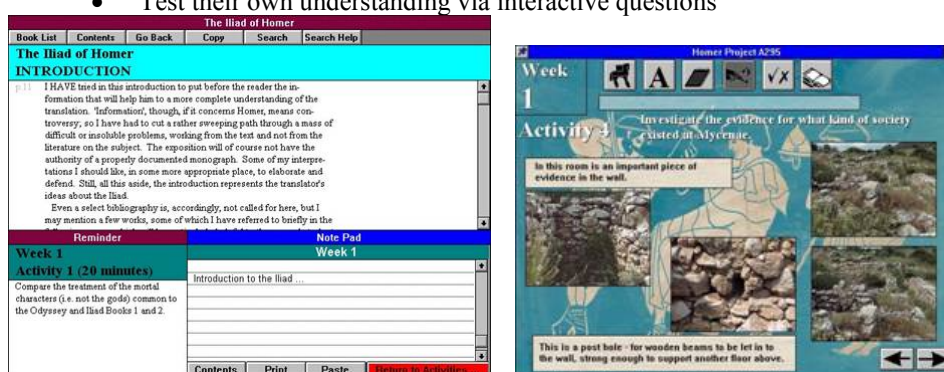 • Test their own understanding via interactive questions
The Iliad of Homer
Book List Contents Go Back Copy Search Search Help
The Iliad of Homer
INTRODUCTION
p.11 I HAVE tried in this introduction to put before the reader the in-
formation that will help him to a more complete understanding of the
translation. 'Information', though, if it concerns Homer, means con-
troversy; so I have had to cut a rather sweeping path through a mass of
difficult or insoluble problems, working from the text and not from the
literature on the subject. The exposition will of course not have the
authority of a properly documented monograph. Some of my interpre-
tations I should like, in some more appropriate place, to elaborate and
defend. Still, all this aside, the introduction represents the translator's
ideas about the Iliad.
Even a select bibliography is, accordingly, not called for here, but I
may mention a few works, some of which I have referred to briefly in the
Reminder
Week 1
Activity 1 (20 minutes)
Compare the treatment of the mortal
characters (i.e. not the gods) common to
the Odyssey and Iliad Books 1 and 2.
Note Pad
Week 1
Introduction to the Iliad ...
Contents Print Paste Return to Activities
Homer Project A295
Week
1
A
Activity 4
Investigate the evidence for what kind of society
existed at Mycenae.
In this room is an important piece of
evidence in the wall.
This is a post hole - for wooden beams to be let in to
the wall, strong enough to support another floor above.